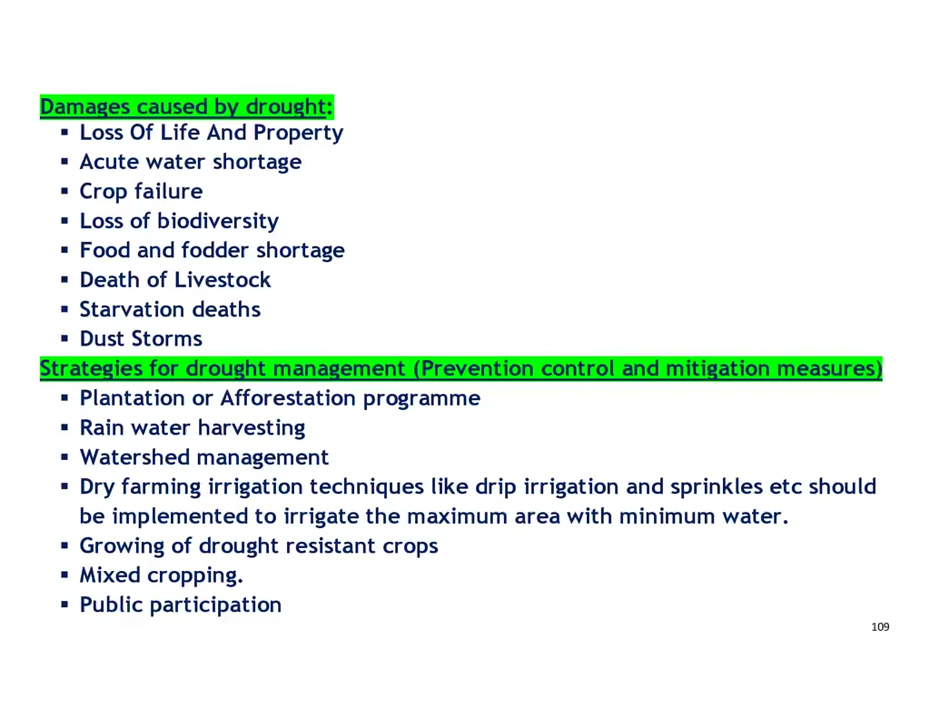 Damages caused by drought:
▪ Loss Of Life And Property
▪ Acute water shortage
▪ Crop failure
▪ Loss of biodiversity
▪ Food and fodder shortage
▪ Death of Livestock
▪ Starvation deaths
▪ Dust Storms
Strategies for drought management (Prevention control and mitigation measures)
▪ Plantation or Afforestation programme
▪ Rain water harvesting
▪ Watershed management
▪ Dry farming irrigation techniques like drip irrigation and sprinkles etc should
be implemented to irrigate the maximum area with minimum water.
▪ Growing of drought resistant crops
▪ Mixed cropping.
▪ Public participation
109